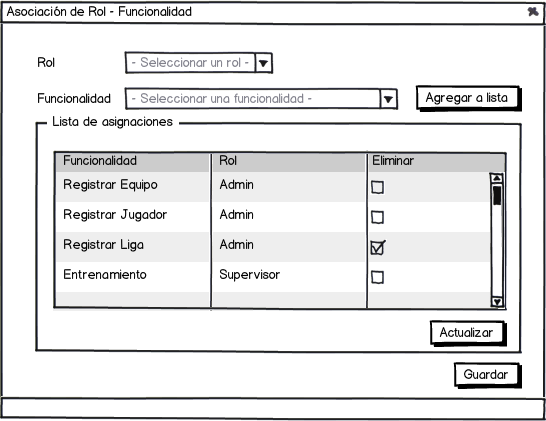 Asociación de Rol - Funcionalidad
Rol
- Seleccionar un rol -
Funcionalidad
- Seleccionar una funcionalidad -
Agregar a lista
Lista de asignaciones
Funcionalidad Rol Eliminar
Registrar Equipo Admin
Registrar Jugador Admin
Registrar Liga Admin
Entrenamiento Supervisor
Actualizar
Guardar